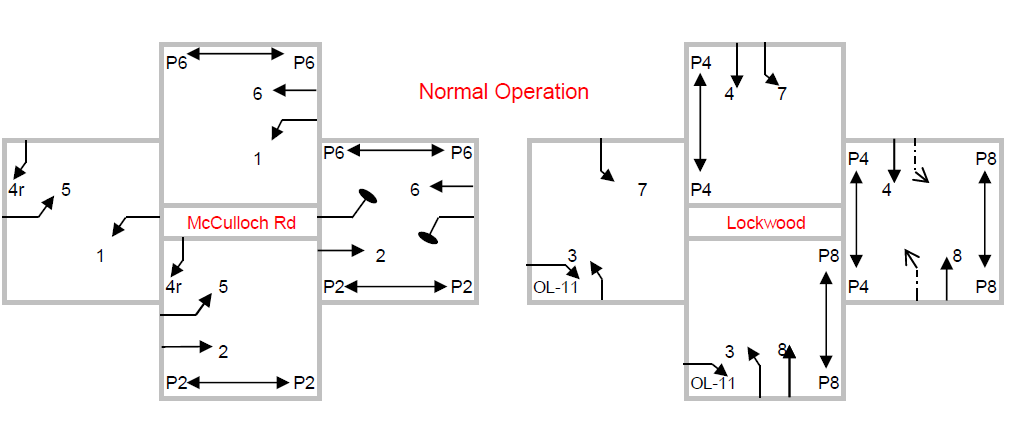 P6 P6
6
1
Normal Operation
P4
4 7
P4
4r 5
1
P6 P6
6
McCulloch Rd
2
P2 P2
4r 5
2
P2 P2
7
3
OL-11
Lockwood
P4 P8
4
8
P4 P8
P8
3 8
OL-11 P8